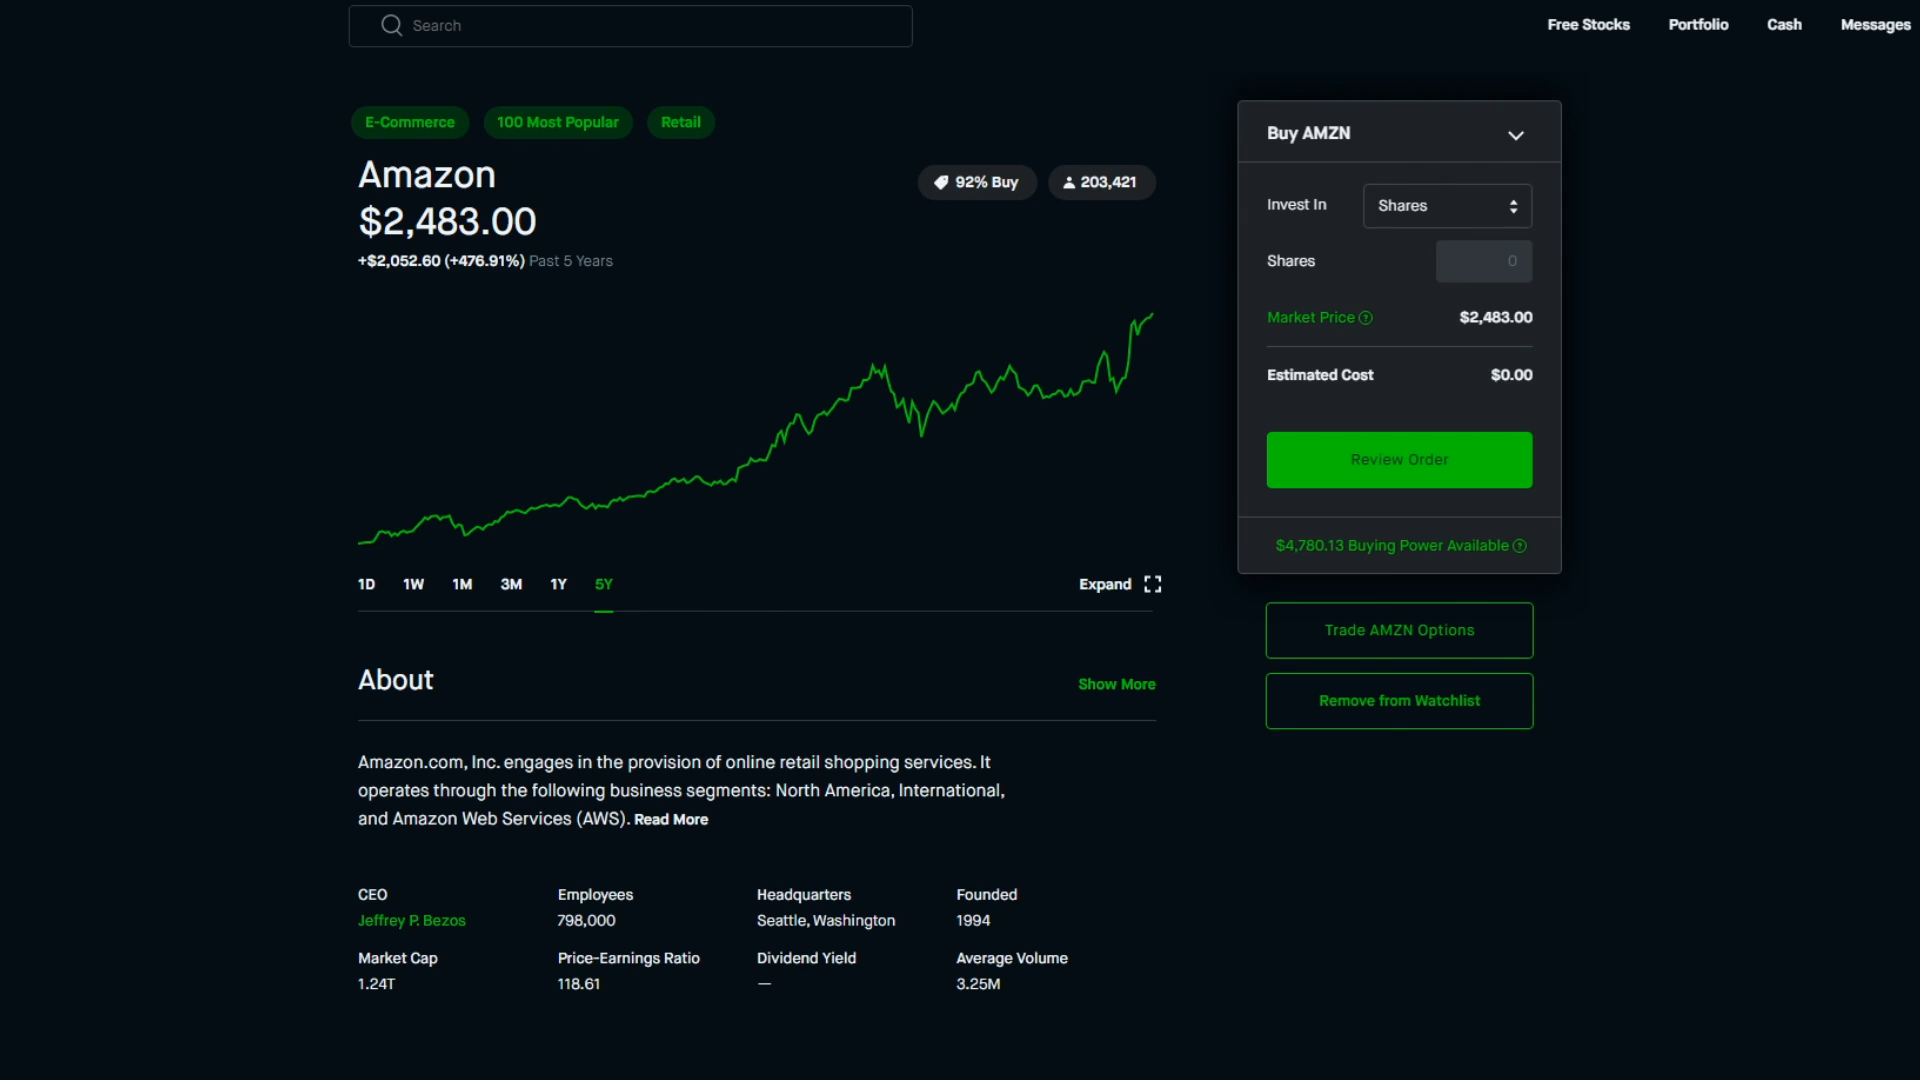 Search
Free Stocks Portfolio Cash Messages
E-Commerce 100 Most Popular Retail
Amazon
$2,483.00
+$2,052.60 (+476.91%) Past 5 Years
92% Buy 203,421
1D 1W 1M 3M 1Y 5Y
Expand
About
Show More
Amazon.com, Inc. engages in the provision of online retail shopping services. It
operates through the following business segments: North America, International,
and Amazon Web Services (AWS). Read More
CEO Employees Headquarters Founded
Jeffrey P. Bezos 798,000 Seattle, Washington 1994
Market Cap Price-Earnings Ratio Dividend Yield Average Volume
1.24T 118.61 — 3.25M
Buy AMZN
Invest In Shares
Shares 0
Market Price ? $2,483.00
Estimated Cost $0.00
Review Order
$4,780.13 Buying Power Available ?
Trade AMZN Options
Remove from Watchlist